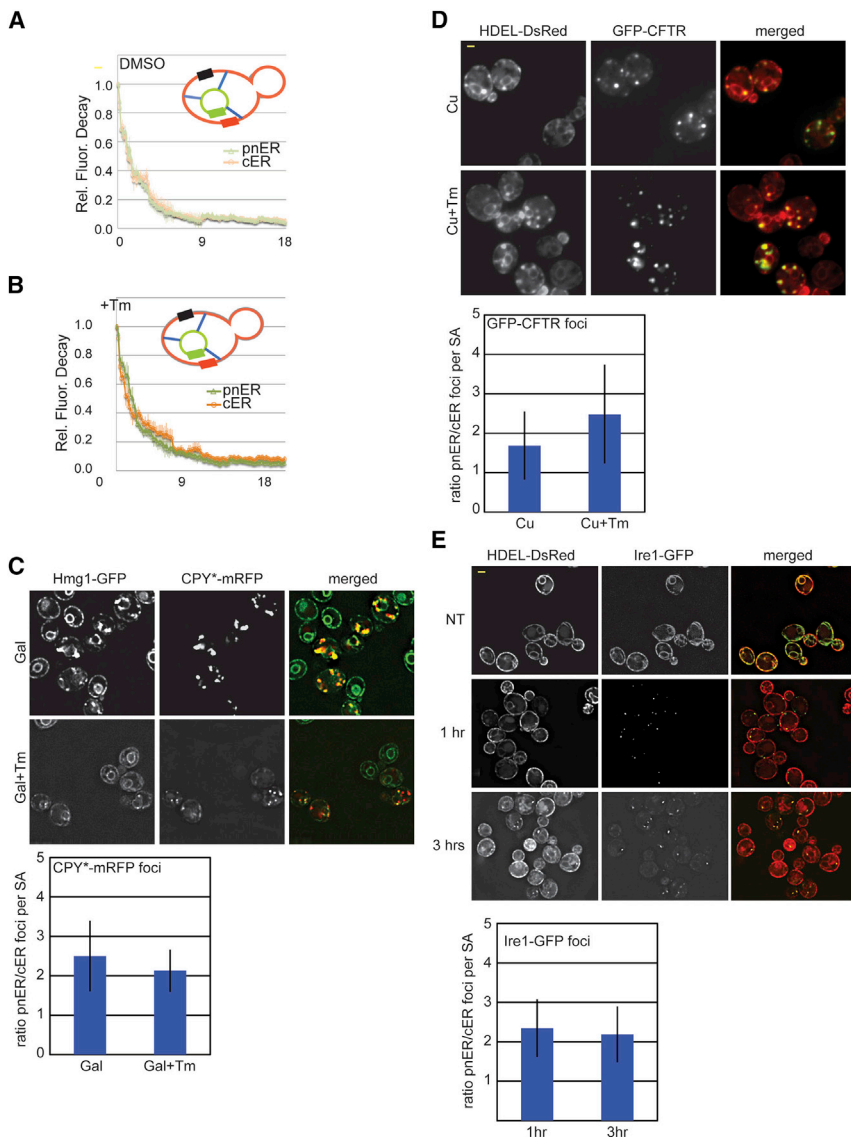 A
DMSO
Rel. Fluor. Decay
1.0
0.8
0.6
0.4
0.2
0
0 9 18
pnER
cER
B
+Tm
Rel. Fluor. Decay
1.0
0.8
0.6
0.4
0.2
0.0
0 9 18
pnER
cER
C
Hmg1-GFP CPY*-mRFP merged
Gal
Gal+Tm
CPY*-mRFP foci
ratio pnER/cER foci per SA
5
4
3
2
1
0
Gal Gal+Tm
D
HDEL-DsRed GFP-CFTR merged
Cu
Cu+Tm
GFP-CFTR foci
ratio pnER/cER foci per SA
5
4
3
2
1
0
Cu Cu+Tm
E
HDEL-DsRed Ire1-GFP merged
NT
1 hr
3 hrs
Ire1-GFP foci
ratio pnER/cER foci per SA
5
4
3
2
1
1hr 3hr